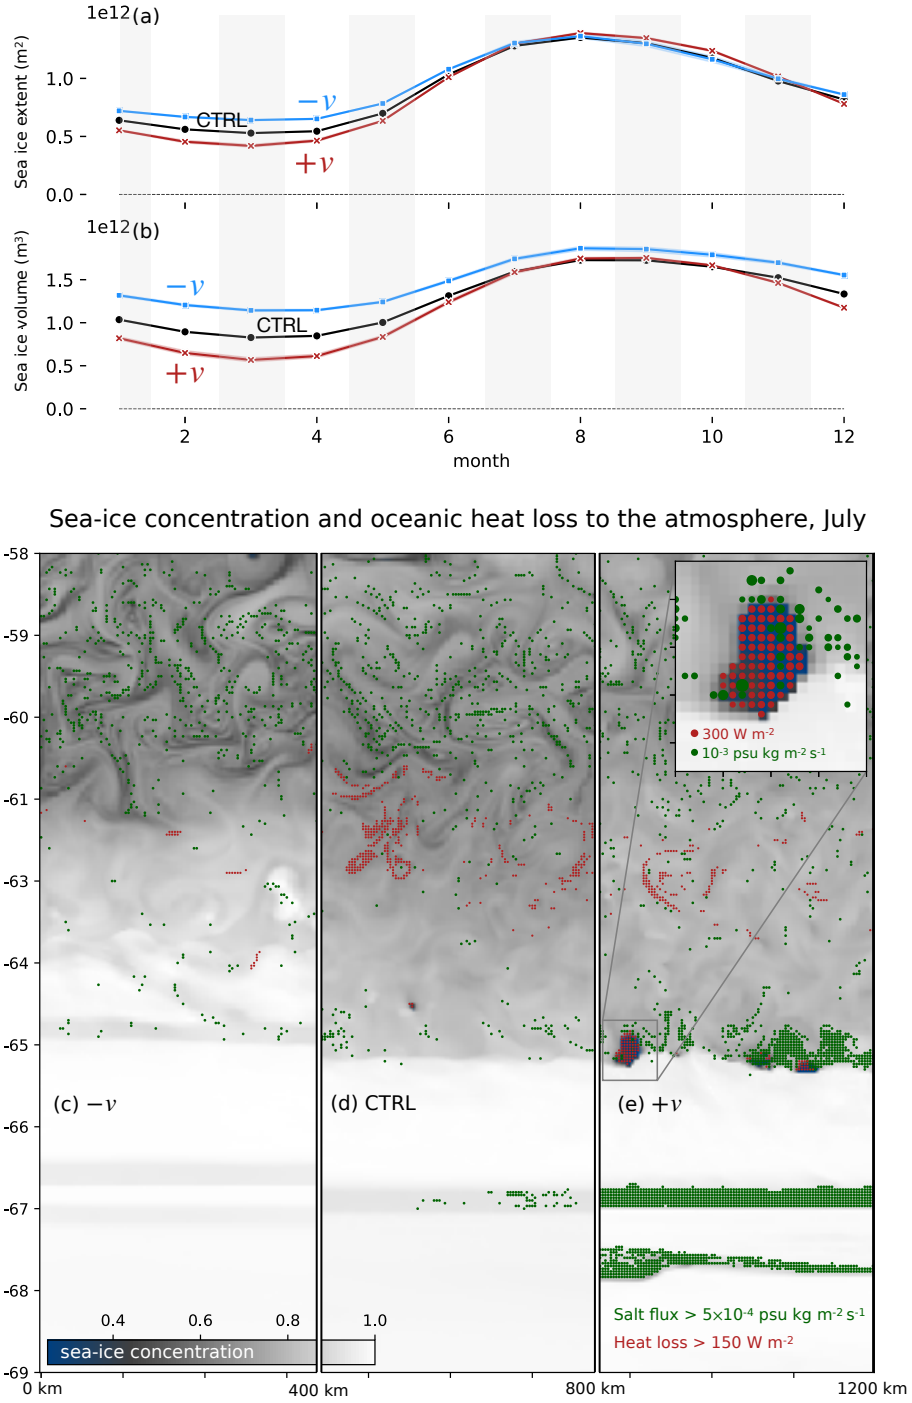 1e12
(a)
Sea ice extent (m²)
1.0
0.5
0.0
−v
CTRL
+v
1e12
(b)
Sea ice volume (m³)
1.5
1.0
0.5
0.0
−v
CTRL
+v
2 4 6 8 10 12
month
Sea-ice concentration and oceanic heat loss to the atmosphere, July
-58
-59
-60
-61
-63
-64
-65
-66
-67
-68
-69
300 W m⁻²
10⁻³ psu kg m⁻² s⁻¹
(c) −v
(d) CTRL
(e) +v
Salt flux > 5×10⁻⁴ psu kg m⁻² s⁻¹
Heat loss > 150 W m⁻²
0.4 0.6 0.8 1.0
sea-ice concentration
0 km 400 km 800 km 1200 km